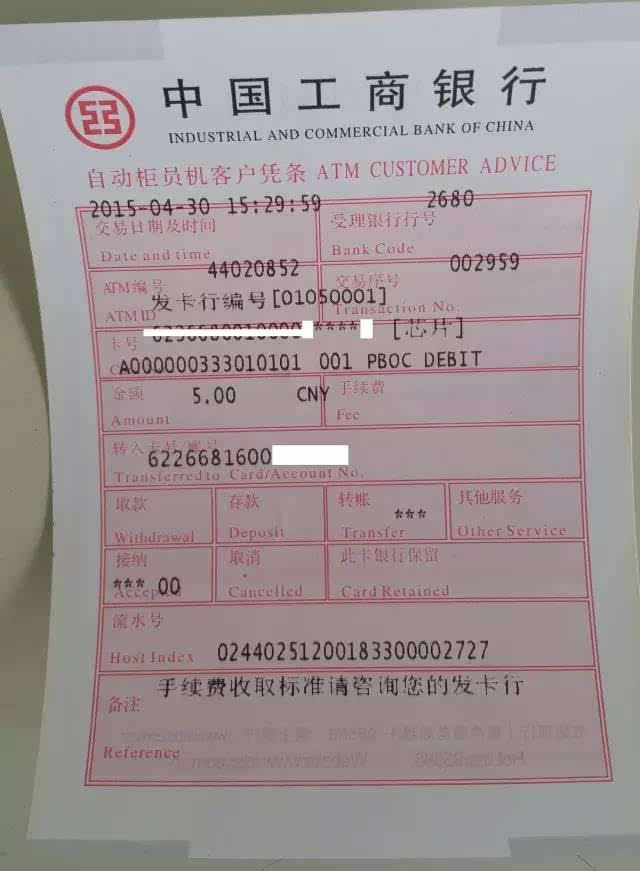 中国工商银行
INDUSTRIAL AND COMMERCIAL BANK OF CHINA
自动柜员机客户凭条 ATM CUSTOMER ADVICE
2015-04-30 15:29:59 2680
交易日期及时间 受理银行行号
Date and time Bank Code
44020852 002959
ATM编号 交易序号
发卡行编号[01050001]
ATM ID Transaction No.
卡号 **** [芯片]
A000000333010101 001 PBOC DEBIT
金额 5.00 CNY 手续费
Amount Fee
转入卡号/账号
6226681600
Transferred to Card/Account No.
取款 存款 转账 其他服务
***
Withdrawal Deposit Transfer Other Service
接纳 取消 此卡银行保留
*** 00
Accepted Cancelled Card Retained
流水号
Host Index 02440251200183300002727
手续费收取标准请咨询您的发卡行
备注
Reference